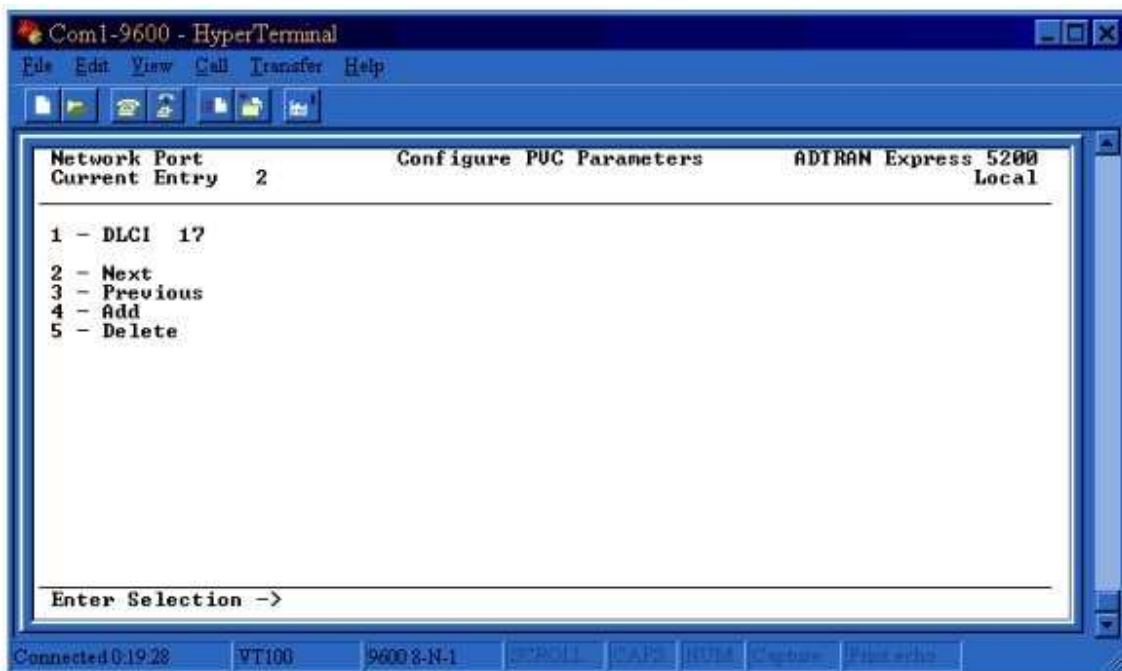 Com1-9600 - HyperTerminal
File Edit View Call Transfer Help
Network Port Configure PVC Parameters ADTRAN Express 5200
Current Entry 2 Local
1 - DLCI 17
2 - Next
3 - Previous
4 - Add
5 - Delete
Enter Selection ->
Connected 0:19:28 VT100 9600 8-N-1 SCROLL CAPS NUM Capture Print echo